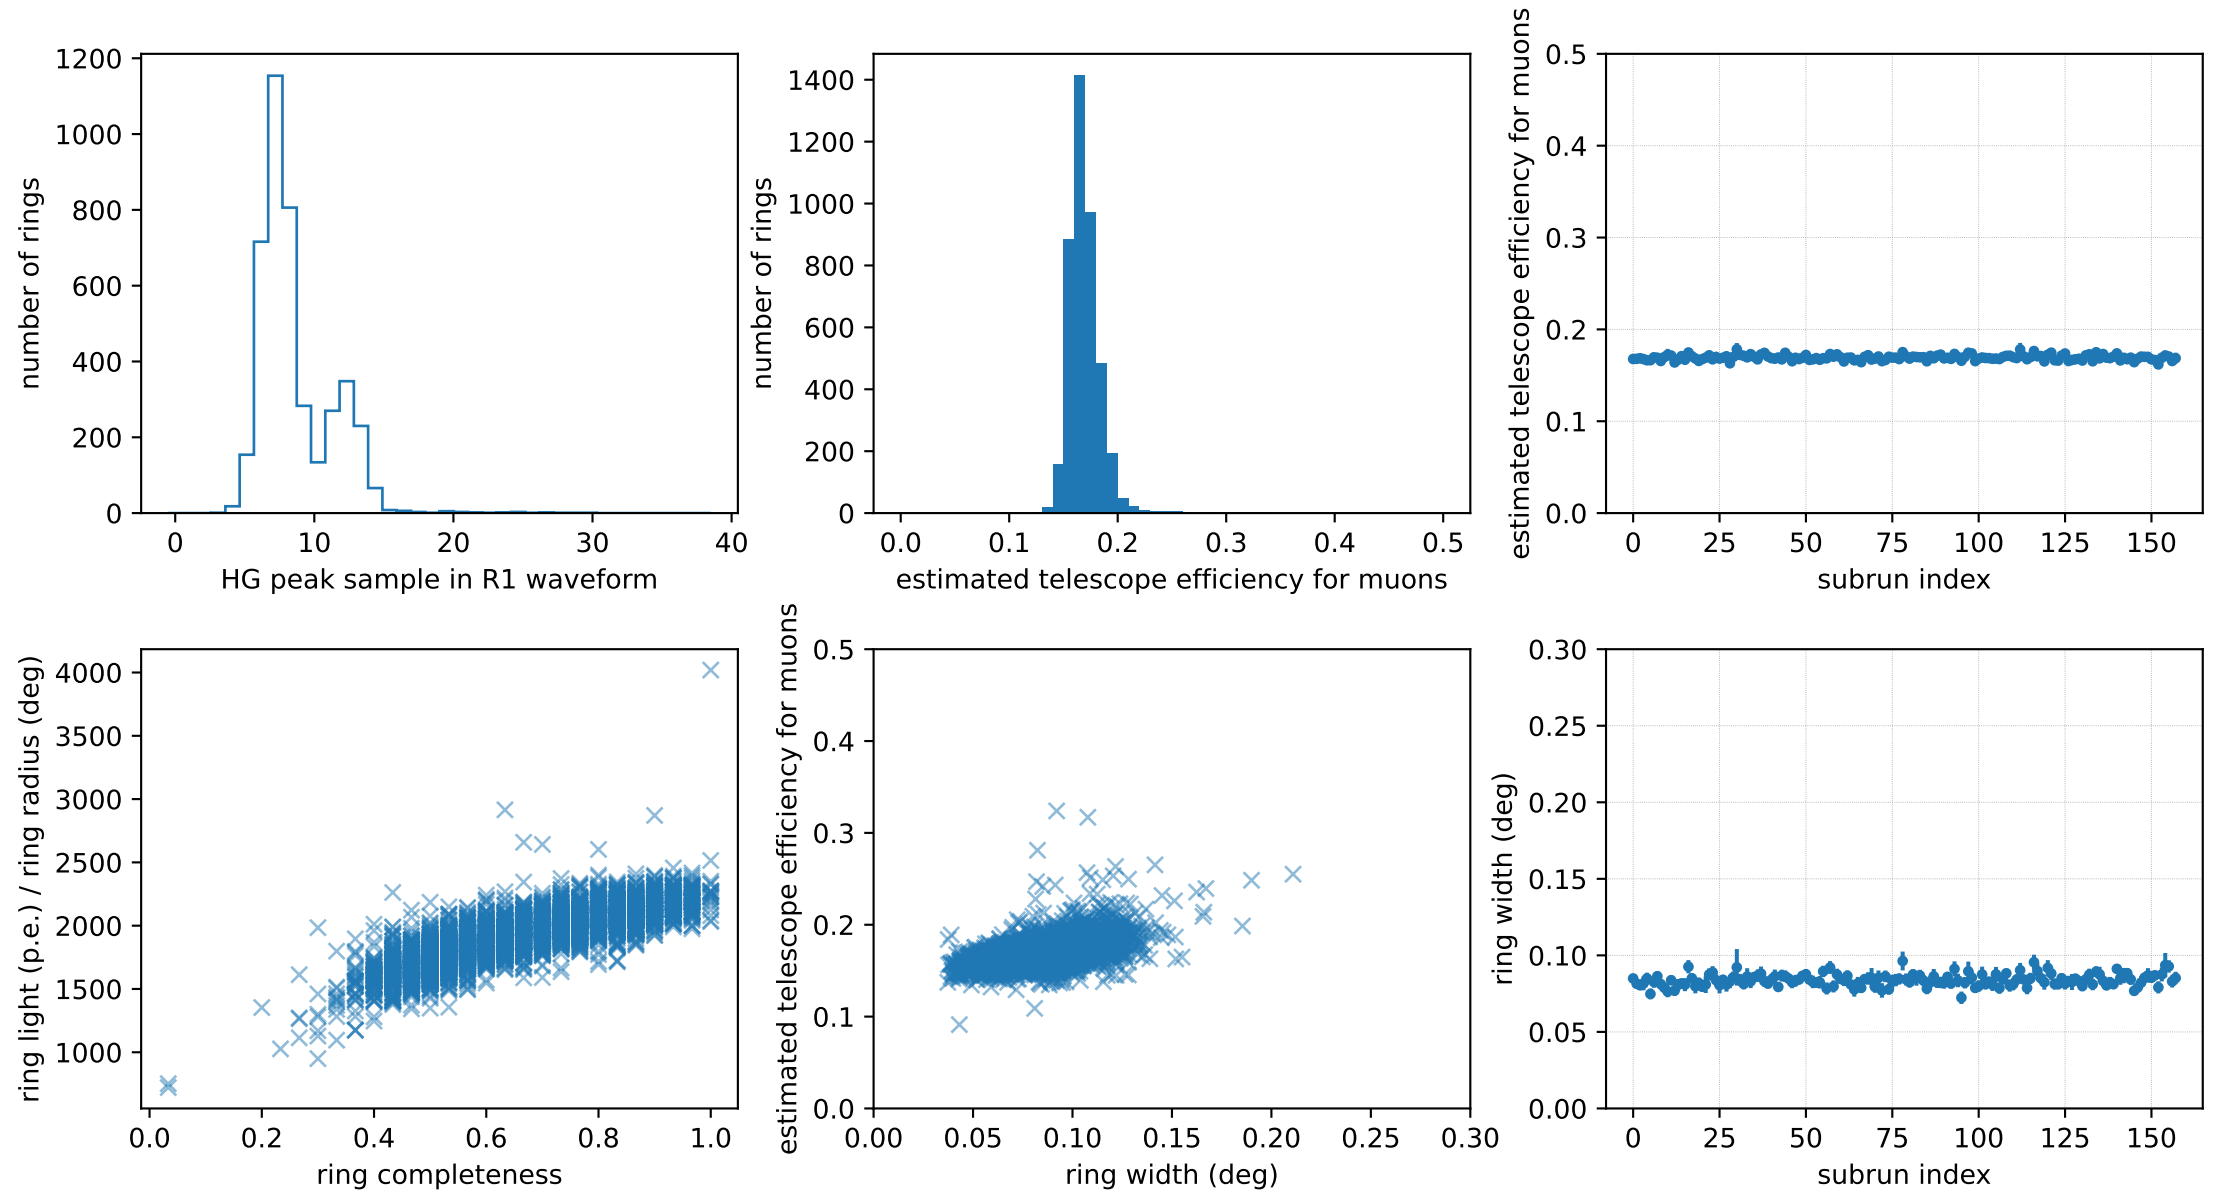 1200
1000
800
600
400
200
0
number of rings
0 10 20 30 40
HG peak sample in R1 waveform
1400
1200
1000
800
600
400
200
0
number of rings
0.0 0.1 0.2 0.3 0.4 0.5
estimated telescope efficiency for muons
0.5
0.4
0.3
0.2
0.1
0.0
estimated telescope efficiency for muons
0 25 50 75 100 125 150
subrun index
4000
3500
3000
2500
2000
1500
1000
ring light (p.e.) / ring radius (deg)
0.0 0.2 0.4 0.6 0.8 1.0
ring completeness
0.5
0.4
0.3
0.2
0.1
0.0
estimated telescope efficiency for muons
0.00 0.05 0.10 0.15 0.20 0.25 0.30
ring width (deg)
0.30
0.25
0.20
0.15
0.10
0.05
0.00
ring width (deg)
0 25 50 75 100 125 150
subrun index